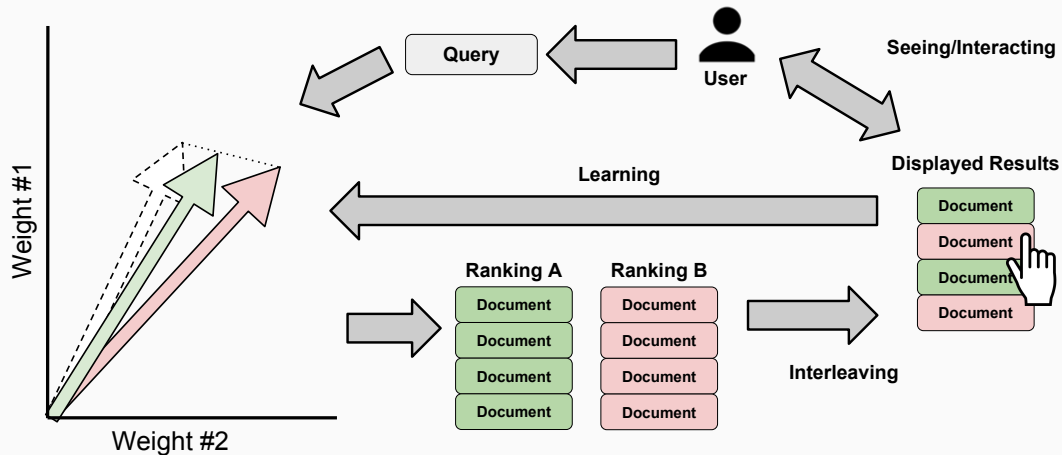 Query
User
Seeing/Interacting
Displayed Results
Learning
Document
Document
Document
Document
Weight #1
Ranking A
Ranking B
Document
Document
Document
Document
Document
Document
Document
Document
Interleaving
Weight #2